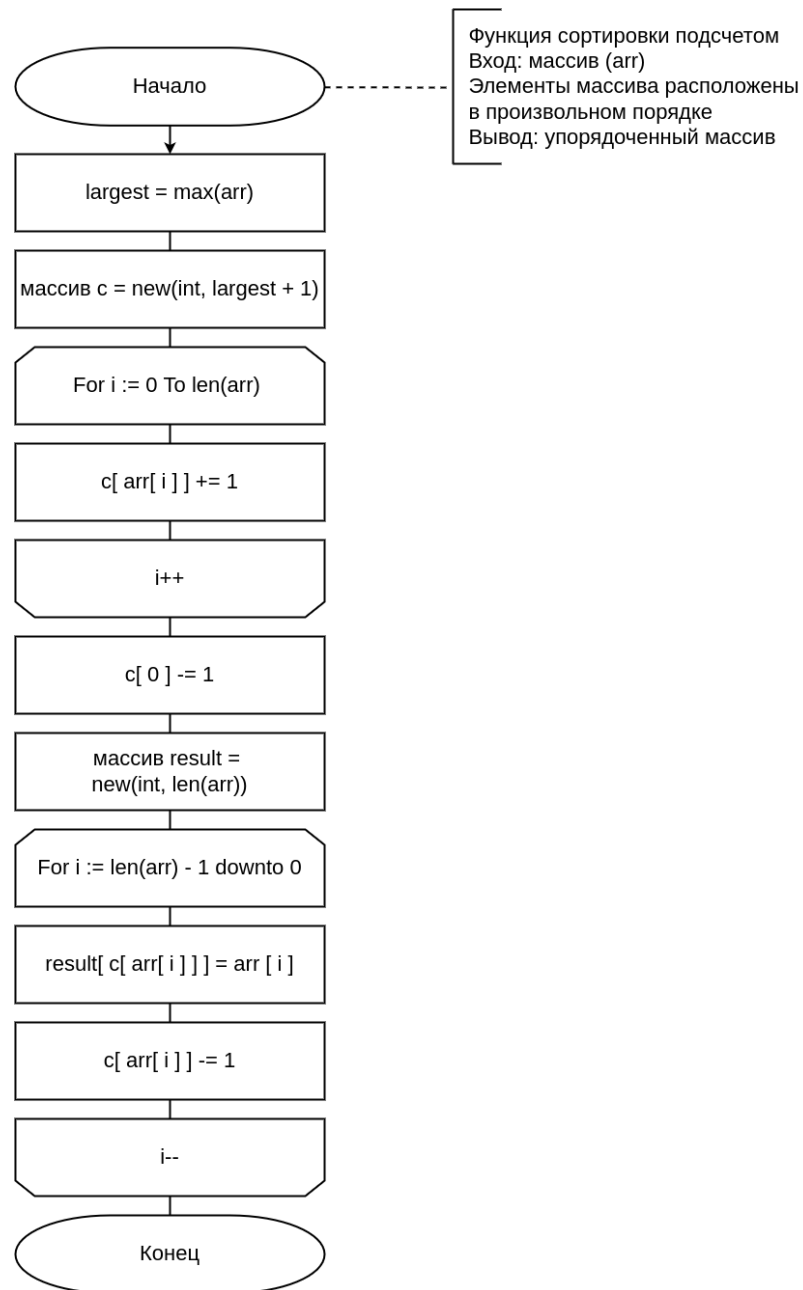 Функция сортировки подсчетом
Вход: массив (arr)
Элементы массива расположены
в произвольном порядке
Вывод: упорядоченный массив
Начало
largest = max(arr)
массив c = new(int, largest + 1)
For i := 0 To len(arr)
c[ arr[ i ] ] += 1
i++
c[ 0 ] -= 1
массив result =
new(int, len(arr))
For i := len(arr) - 1 downto 0
result[ c[ arr[ i ] ] ] = arr [ i ]
c[ arr[ i ] ] -= 1
i--
Конец